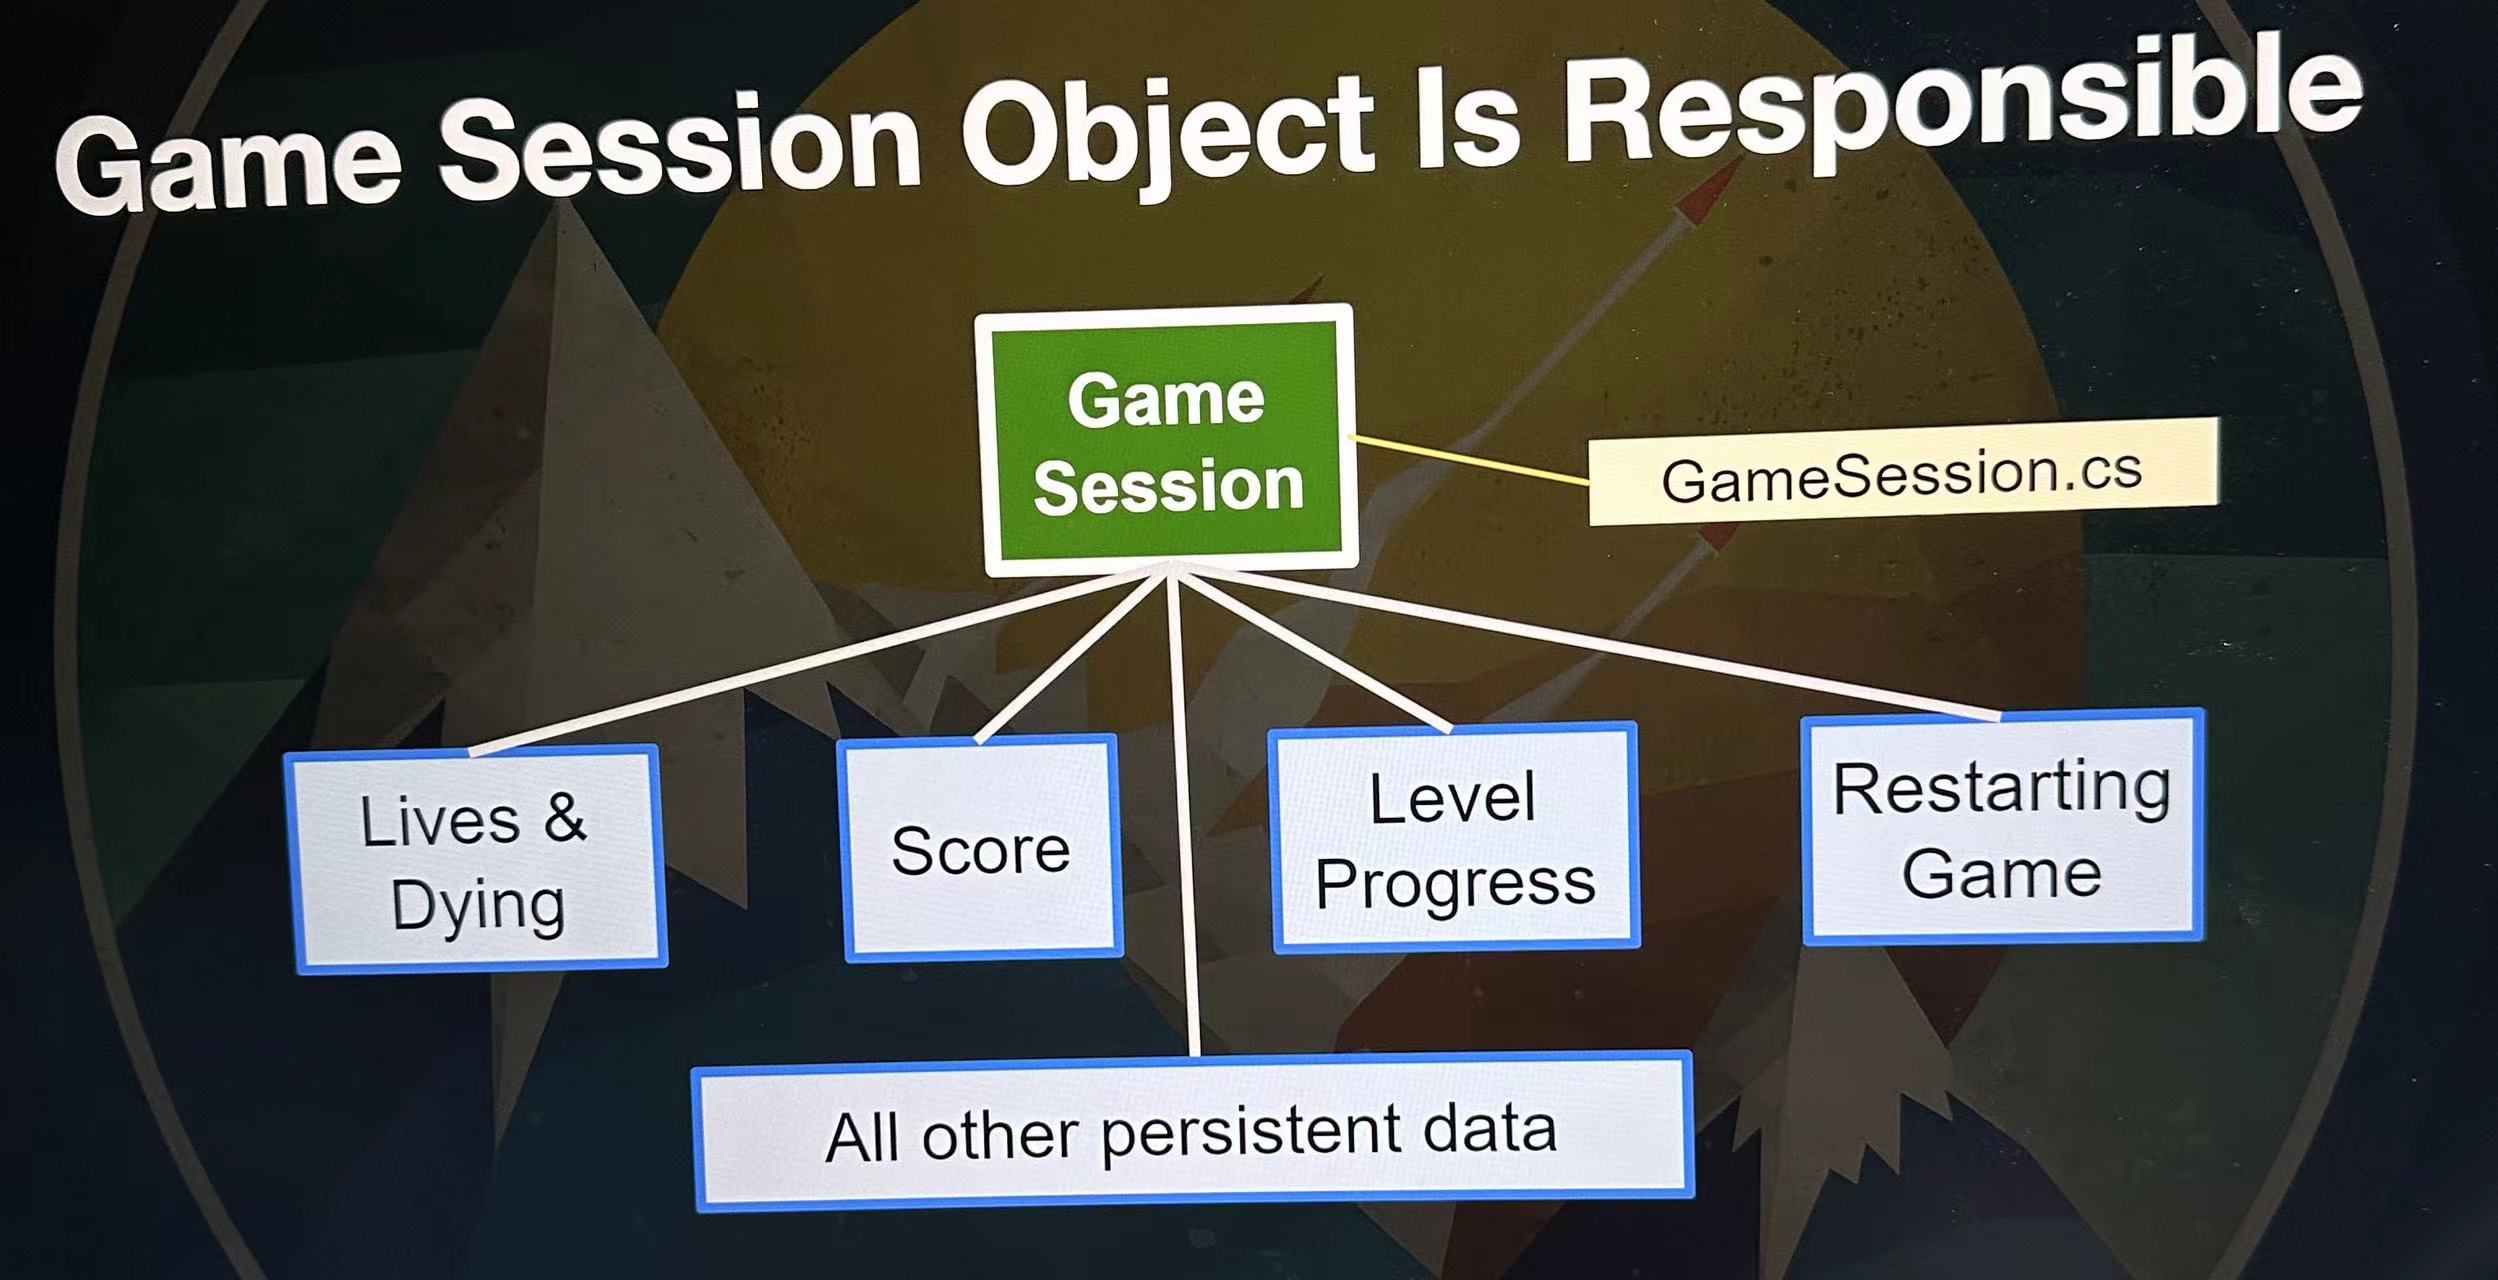 Game Session Object Is Responsible
Game
Session
GameSession.cs
Lives &
Dying
Score
Level
Progress
Restarting
Game
All other persistent data